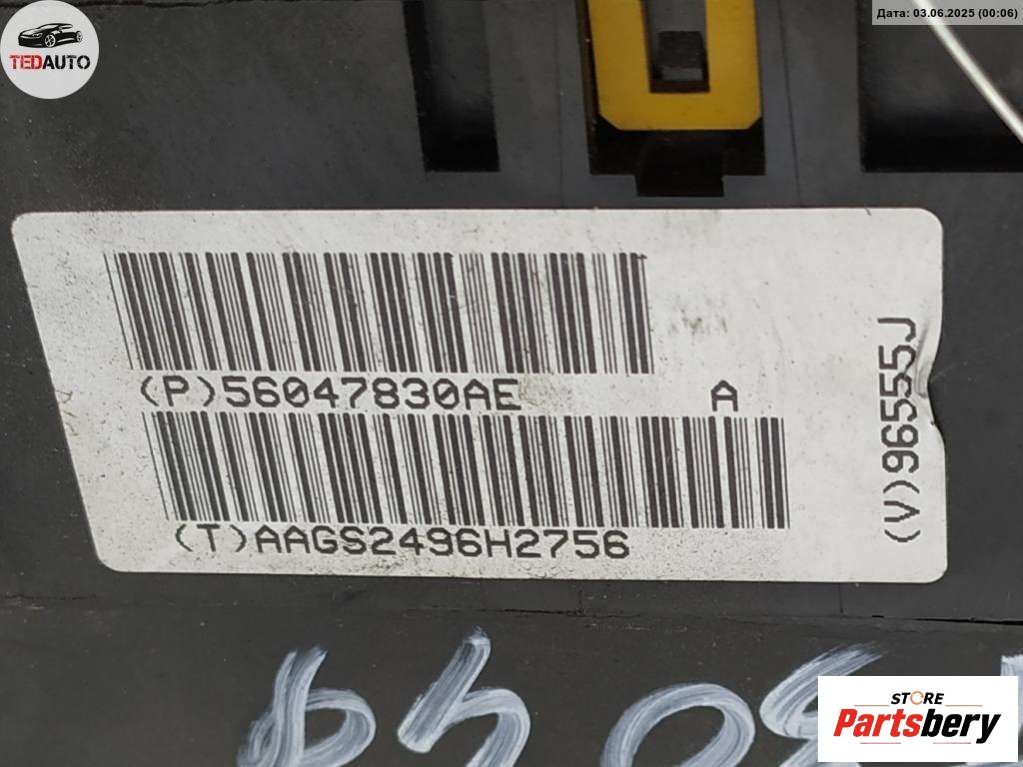 TEDAUTO
Дата: 03.06.2025 (00:06)
(P)56047830AE A
(T)AAGS2496H2756
(V)96555J
STORE
Partsbery